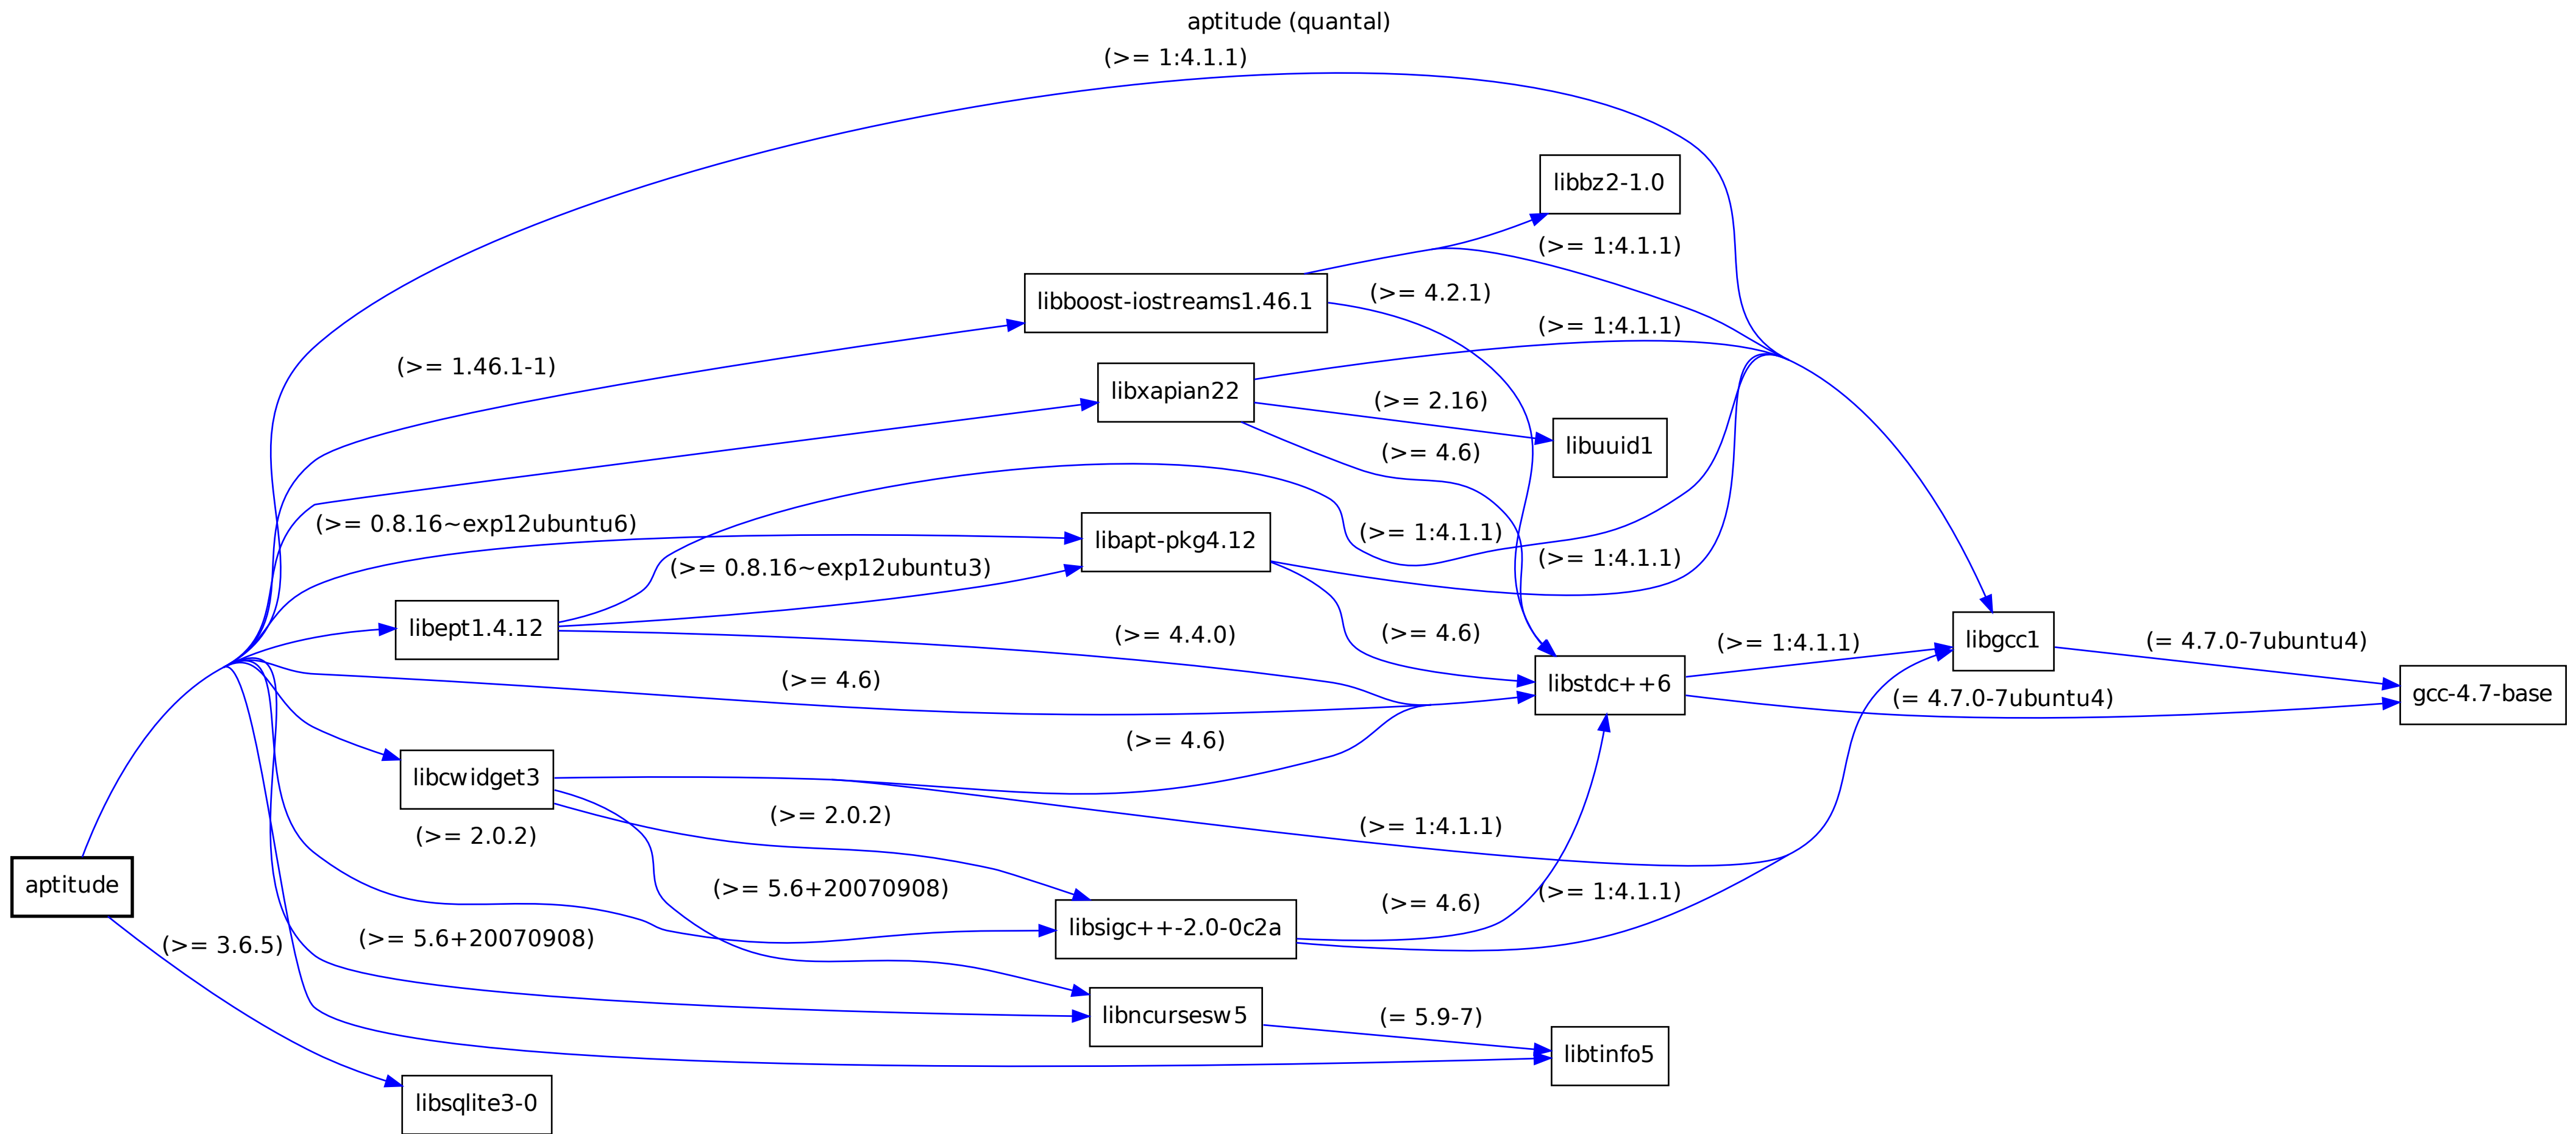 aptitude (quantal)
(>= 1:4.1.1)
libbz2-1.0
(>= 1:4.1.1)
(>= 4.2.1)
libboost-iostreams1.46.1
(>= 1:4.1.1)
(>= 1.46.1-1)
libxapian22
(>= 2.16)
libuuid1
(>= 4.6)
(>= 0.8.16~exp12ubuntu6)
(>= 1:4.1.1)
libapt-pkg4.12
(>= 1:4.1.1)
(>= 0.8.16~exp12ubuntu3)
libept1.4.12
(>= 4.4.0)
(>= 4.6)
libgcc1
(>= 1:4.1.1)
(= 4.7.0-7ubuntu4)
(>= 4.6)
libstdc++6
gcc-4.7-base
(= 4.7.0-7ubuntu4)
(>= 4.6)
libcwidget3
(>= 2.0.2)
(>= 1:4.1.1)
(>= 2.0.2)
aptitude
(>= 5.6+20070908)
(>= 1:4.1.1)
(>= 4.6)
libsigc++-2.0-0c2a
(>= 3.6.5)
(>= 5.6+20070908)
libncursesw5
(= 5.9-7)
libtinfo5
libsqlite3-0